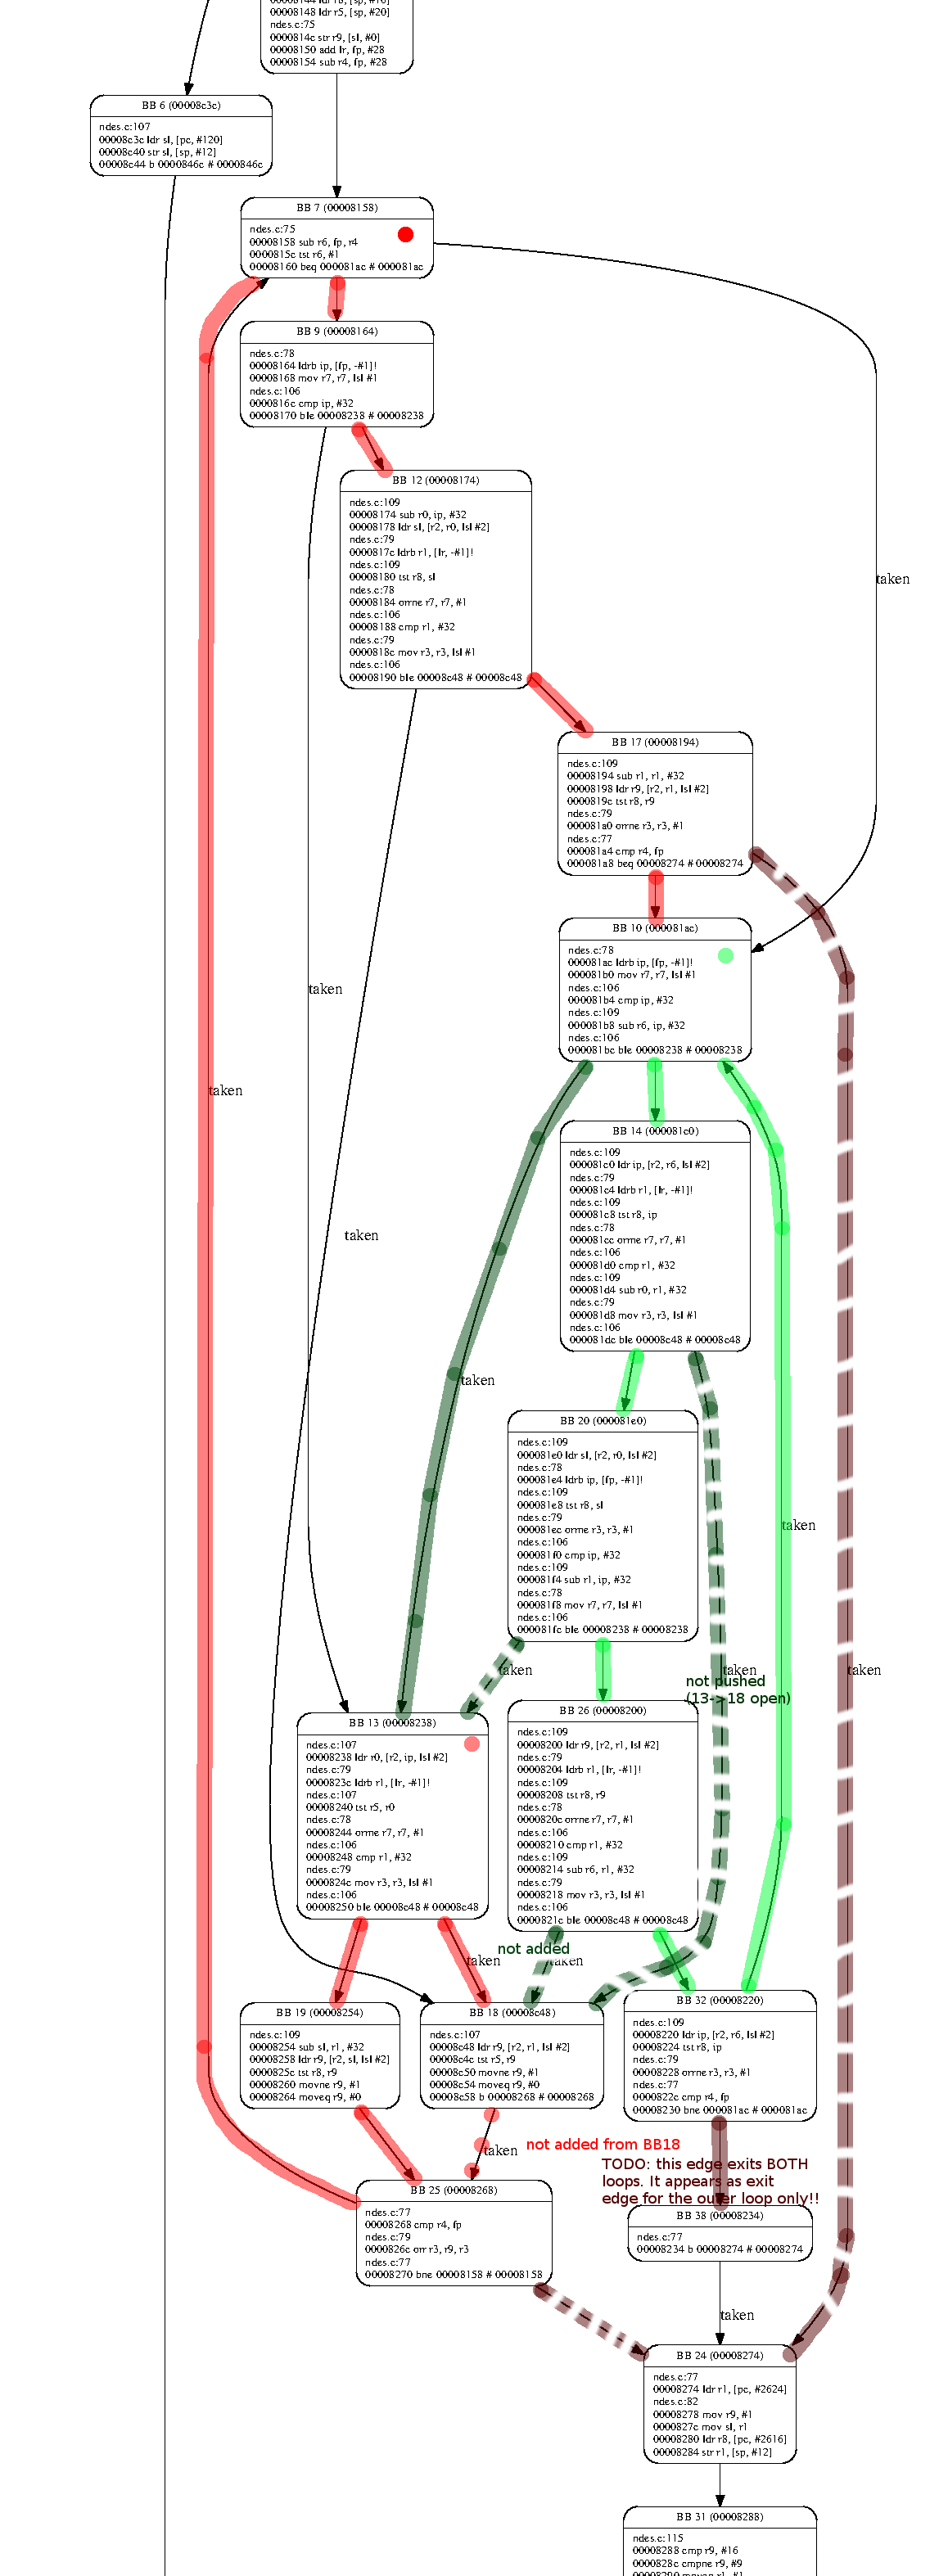 00008148 ldr r5, [sp, #20]
ndes.c:75
0000814c str r9, [sl, #0]
00008150 add lr, fp, #28
00008154 sub r4, fp, #28
BB 6 (00008c3c)
ndes.c:107
00008c3c ldr sl, [pc, #120]
00008c40 str sl, [sp, #12]
00008c44 b 0000846c # 0000846c
BB 7 (00008158)
ndes.c:75
00008158 sub r6, fp, r4
0000815c tst r6, #1
00008160 beq 000081ac # 000081ac
BB 9 (00008164)
ndes.c:78
00008164 ldrb ip, [fp, -#1]!
00008168 mov r7, r7, lsl #1
ndes.c:106
0000816c cmp ip, #32
00008170 ble 00008238 # 00008238
BB 12 (00008174)
ndes.c:109
00008174 sub r0, ip, #32
00008178 ldr sl, [r2, r0, lsl #2]
ndes.c:79
0000817c ldrb r1, [lr, -#1]!
ndes.c:109
00008180 tst r8, sl
ndes.c:78
00008184 orrne r7, r7, #1
ndes.c:106
00008188 cmp r1, #32
ndes.c:79
0000818c mov r3, r3, lsl #1
ndes.c:106
00008190 ble 00008c48 # 00008c48
taken
BB 17 (00008194)
ndes.c:109
00008194 sub r1, r1, #32
00008198 ldr r9, [r2, r1, lsl #2]
0000819c tst r8, r9
ndes.c:79
000081a0 orrne r3, r3, #1
ndes.c:77
000081a4 cmp r4, fp
000081a8 beq 00008274 # 00008274
BB 10 (000081ac)
ndes.c:78
000081ac ldrb ip, [fp, -#1]!
000081b0 mov r7, r7, lsl #1
ndes.c:106
000081b4 cmp ip, #32
ndes.c:109
000081b8 sub r6, ip, #32
ndes.c:106
000081bc ble 00008238 # 00008238
taken
taken
BB 14 (000081c0)
ndes.c:109
000081c0 ldr ip, [r2, r6, lsl #2]
ndes.c:79
000081c4 ldrb r1, [lr, -#1]!
ndes.c:109
000081c8 tst r8, ip
ndes.c:78
000081cc orrne r7, r7, #1
ndes.c:106
000081d0 cmp r1, #32
ndes.c:109
000081d4 sub r0, r1, #32
ndes.c:79
000081d8 mov r3, r3, lsl #1
ndes.c:106
000081dc ble 00008c48 # 00008c48
taken
taken
BB 20 (000081e0)
ndes.c:109
000081e0 ldr sl, [r2, r0, lsl #2]
ndes.c:78
000081e4 ldrb ip, [fp, -#1]!
ndes.c:109
000081e8 tst r8, sl
ndes.c:79
000081ec orrne r3, r3, #1
ndes.c:106
000081f0 cmp ip, #32
ndes.c:109
000081f4 sub r1, ip, #32
ndes.c:78
000081f8 mov r7, r7, lsl #1
ndes.c:106
000081fc ble 00008238 # 00008238
taken
taken
taken
taken
not pushed
(13->18 open)
BB 13 (00008238)
ndes.c:107
00008238 ldr r0, [r2, ip, lsl #2]
ndes.c:79
0000823c ldrb r1, [lr, -#1]!
ndes.c:107
00008240 tst r5, r0
ndes.c:78
00008244 orrne r7, r7, #1
ndes.c:106
00008248 cmp r1, #32
ndes.c:79
0000824c mov r3, r3, lsl #1
ndes.c:106
00008250 ble 00008c48 # 00008c48
BB 26 (00008200)
ndes.c:109
00008200 ldr r9, [r2, r1, lsl #2]
ndes.c:79
00008204 ldrb r1, [lr, -#1]!
ndes.c:109
00008208 tst r8, r9
ndes.c:78
0000820c orrne r7, r7, #1
ndes.c:106
00008210 cmp r1, #32
ndes.c:109
00008214 sub r6, r1, #32
ndes.c:79
00008218 mov r3, r3, lsl #1
ndes.c:106
0000821c ble 00008c48 # 00008c48
not added
taken
taken
BB 19 (00008254)
ndes.c:109
00008254 sub sl, r1, #32
00008258 ldr r9, [r2, sl, lsl #2]
0000825c tst r8, r9
00008260 movne r9, #1
00008264 moveq r9, #0
BB 18 (00008c48)
ndes.c:107
00008c48 ldr r9, [r2, r1, lsl #2]
00008c4c tst r5, r9
00008c50 movne r9, #1
00008c54 moveq r9, #0
00008c58 b 00008268 # 00008268
BB 32 (00008220)
ndes.c:109
00008220 ldr ip, [r2, r6, lsl #2]
00008224 tst r8, ip
ndes.c:79
00008228 orrne r3, r3, #1
ndes.c:77
0000822c cmp r4, fp
00008230 bne 000081ac # 000081ac
taken
not added from BB18
TODO: this edge exits BOTH
loops. It appears as exit
edge for the outer loop only!!
BB 25 (00008268)
ndes.c:77
00008268 cmp r4, fp
ndes.c:79
0000826c orr r3, r9, r3
ndes.c:77
00008270 bne 00008158 # 00008158
BB 38 (00008234)
ndes.c:77
00008234 b 00008274 # 00008274
taken
BB 24 (00008274)
ndes.c:77
00008274 ldr r1, [pc, #2624]
ndes.c:82
00008278 mov r9, #1
0000827c mov sl, r1
00008280 ldr r8, [pc, #2616]
00008284 str r1, [sp, #12]
BB 31 (00008288)
ndes.c:115
00008288 cmp r9, #16
0000828c cmpne r9, #9